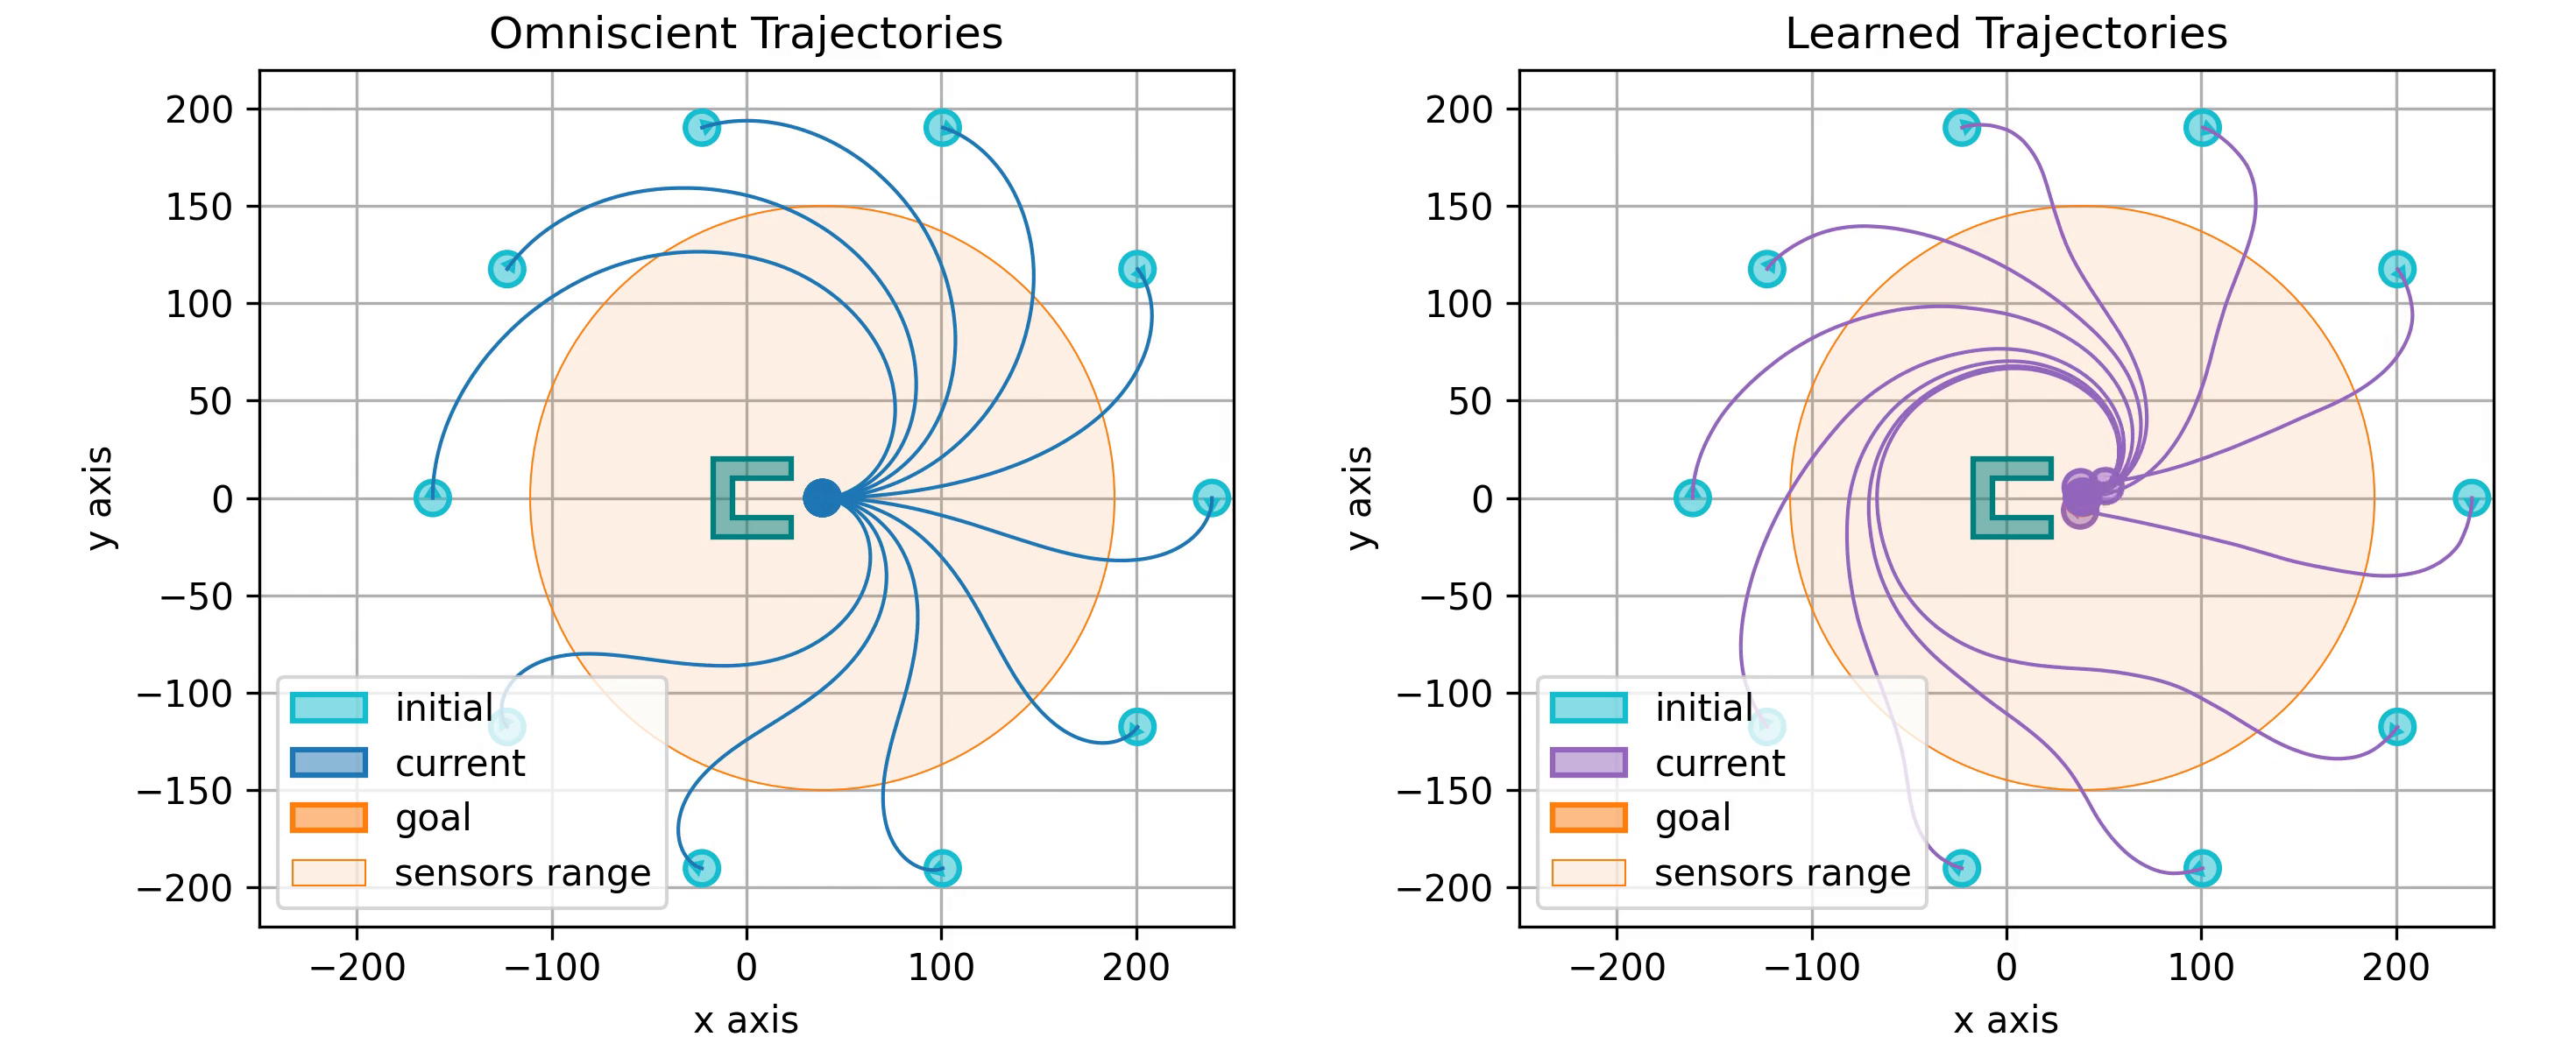 Omniscient Trajectories
200
150
100
50
0
−50
−100
−150
−200
y axis
initial
current
goal
sensors range
−200 −100 0 100 200
x axis
Learned Trajectories
200
150
100
50
0
−50
−100
−150
−200
y axis
initial
current
goal
sensors range
−200 −100 0 100 200
x axis